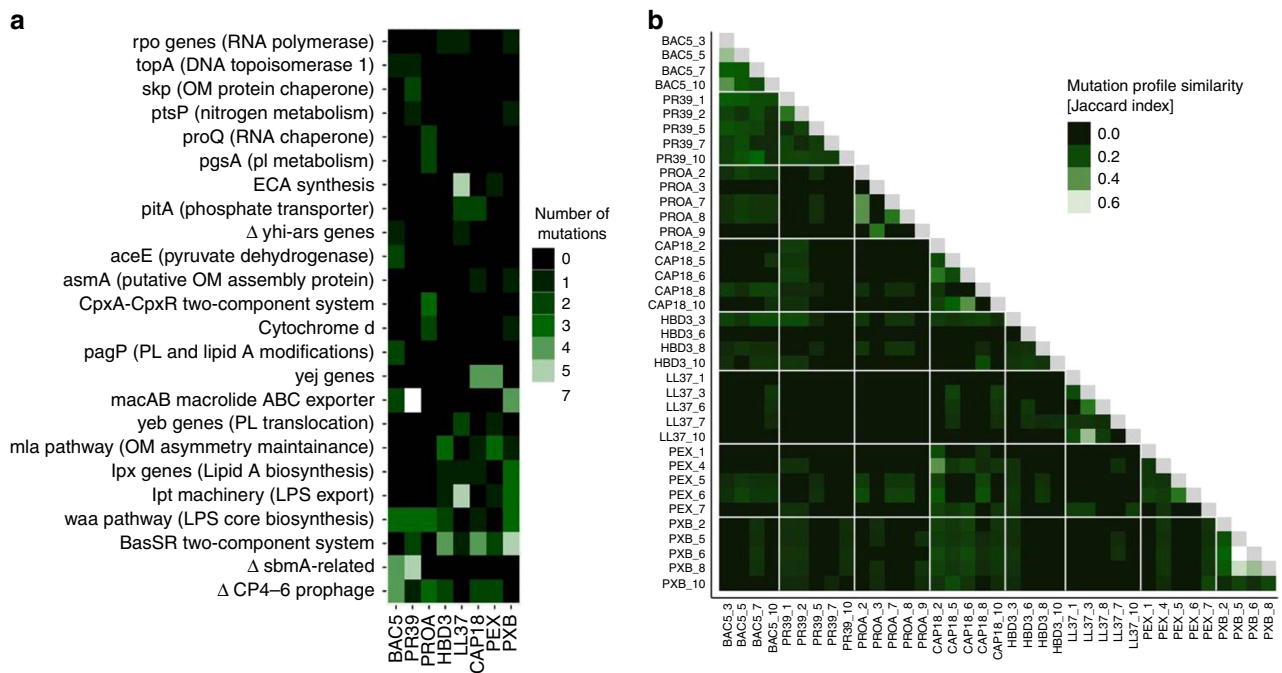 a
rpo genes (RNA polymerase)
topA (DNA topoisomerase 1)
skp (OM protein chaperone)
ptsP (nitrogen metabolism)
proQ (RNA chaperone)
pgsA (pl metabolism)
ECA synthesis
pitA (phosphate transporter)
Δ yhi-ars genes
aceE (pyruvate dehydrogenase)
asmA (putative OM assembly protein)
CpxA-CpxR two-component system
Cytochrome d
pagP (PL and lipid A modifications)
yej genes
macAB macrolide ABC exporter
yeb genes (PL translocation)
mla pathway (OM asymmetry maintainance)
lpx genes (Lipid A biosynthesis)
lpt machinery (LPS export)
waa pathway (LPS core biosynthesis)
BasSR two-component system
Δ sbmA-related
Δ CP4–6 prophage
BAC5
PR39
PROA
HBD3
LL37
CAP18
PEX
PXB
Number of
mutations
0
1
2
3
4
5
7
b
BAC5_3
BAC5_5
BAC5_7
BAC5_10
PR39_1
PR39_2
PR39_5
PR39_7
PR39_10
PROA_2
PROA_3
PROA_7
PROA_8
PROA_9
CAP18_2
CAP18_5
CAP18_6
CAP18_8
CAP18_10
HBD3_3
HBD3_6
HBD3_8
HBD3_10
LL37_1
LL37_3
LL37_6
LL37_7
LL37_10
PEX_1
PEX_4
PEX_5
PEX_6
PEX_7
PXB_2
PXB_5
PXB_6
PXB_8
PXB_10
BAC5_3
BAC5_5
BAC5_7
BAC5_10
PR39_1
PR39_2
PR39_5
PR39_7
PR39_10
PROA_2
PROA_3
PROA_7
PROA_8
PROA_9
CAP18_2
CAP18_5
CAP18_6
CAP18_8
CAP18_10
HBD3_3
HBD3_6
HBD3_8
HBD3_10
LL37_1
LL37_3
LL37_8
LL37_7
LL37_10
PEX_1
PEX_4
PEX_5
PEX_6
PEX_7
PXB_2
PXB_5
PXB_6
PXB_8
Mutation profile similarity
[Jaccard index]
0.0
0.2
0.4
0.6